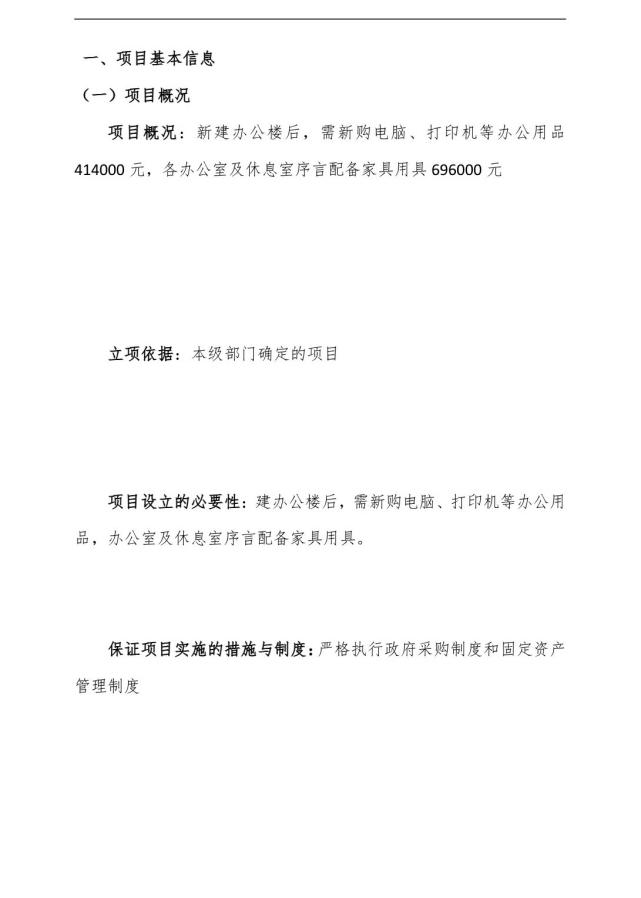 一、项目基本信息
（一）项目概况
项目概况：新建办公楼后，需新购电脑、打印机等办公用品
414000 元，各办公室及休息室序言配备家具用具 696000 元
立项依据：本级部门确定的项目
项目设立的必要性：建办公楼后，需新购电脑、打印机等办公用
品，办公室及休息室序言配备家具用具。
保证项目实施的措施与制度：严格执行政府采购制度和固定资产
管理制度